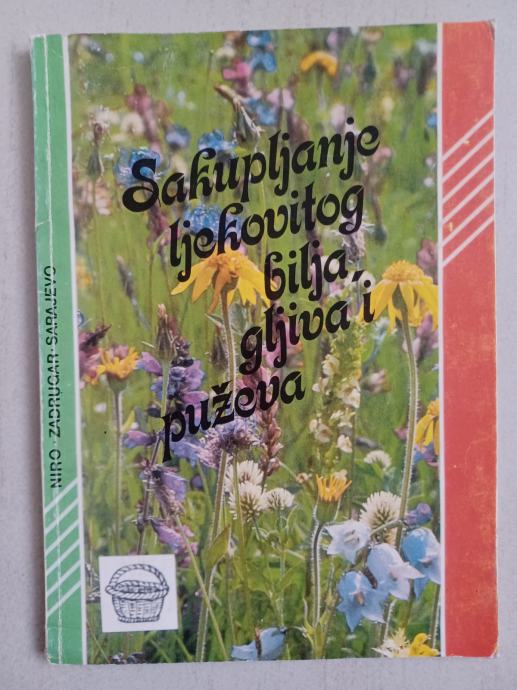 Sakupljanje
ljekovitog
bilja,
gljiva i
puževa
NIRO · ZADRUGAR · SARAJEVO